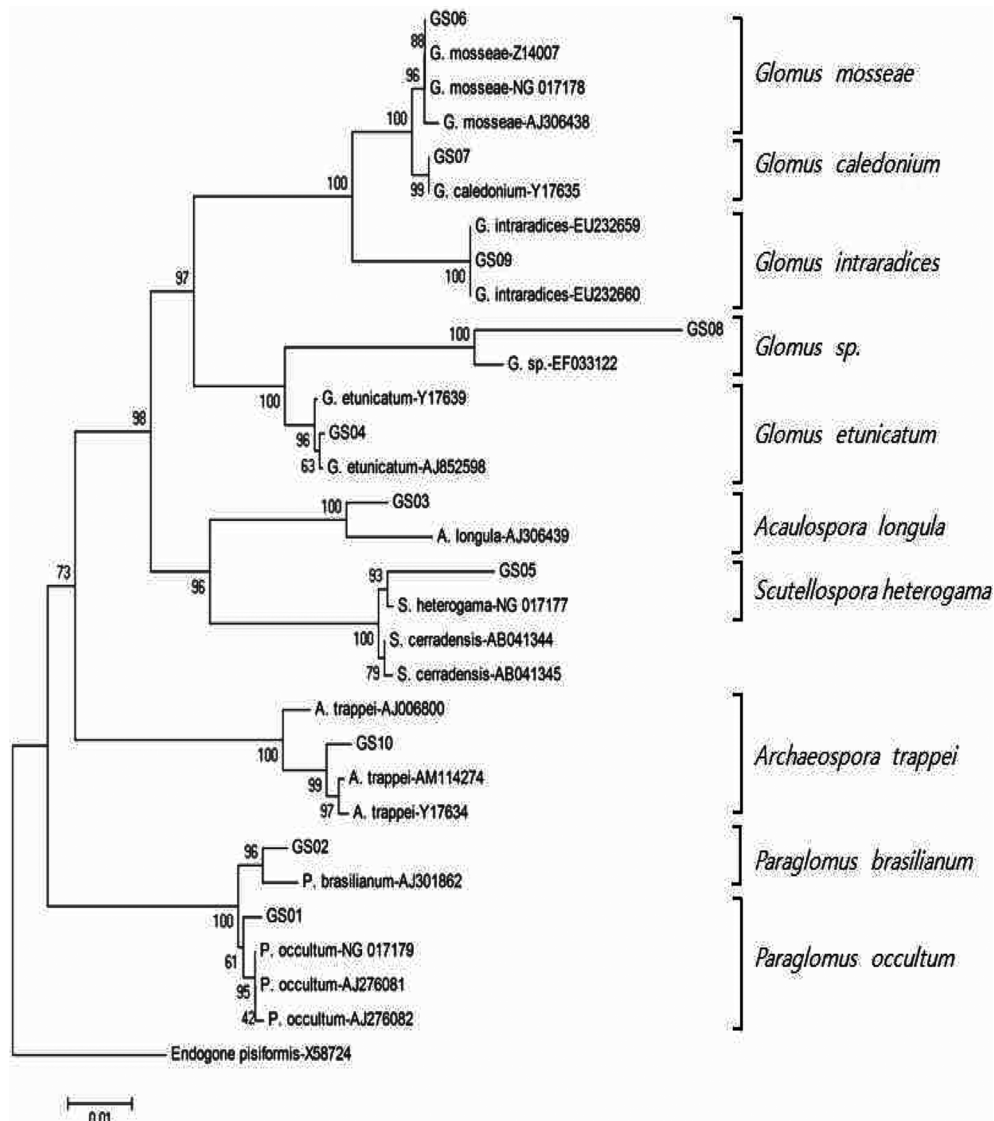 GS06
88
G. mosseae-Z14007
Glomus mosseae
96
G. mosseae-NG 017178
100
G. mosseae-AJ306438
GS07
Glomus caledonium
100
99
G. caledonium-Y17635
G. intraradices-EU232659
GS09
Glomus intraradices
100
97
G. intraradices-EU232660
100
GS08
Glomus sp.
G. sp.-EF033122
100
G. etunicatum-Y17639
98
GS04
Glomus etunicatum
96
63
G. etunicatum-AJ852598
100
GS03
Acaulospora longula
A. longula-AJ306439
73
96
93
GS05
Scutellospora heterogama
S. heterogama-NG 017177
100
S. cerradensis-AB041344
79
S. cerradensis-AB041345
A. trappei-AJ006800
100
GS10
Archaeospora trappei
99
A. trappei-AM114274
97
A. trappei-Y17634
96
GS02
Paraglomus brasilianum
P. brasilianum-AJ301862
100
GS01
61
P. occultum-NG 017179
Paraglomus occultum
95
P. occultum-AJ276081
42
P. occultum-AJ276082
Endogone pisiformis-X58724
0.01